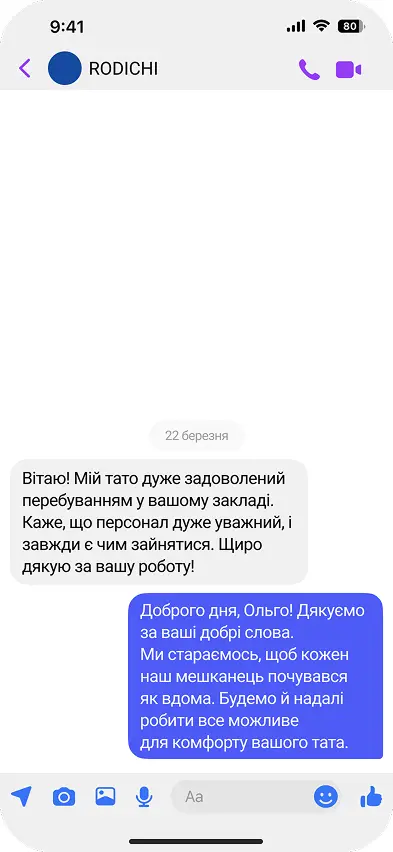 9:41
80
RODICHI
22 березня
Вітаю! Мій тато дуже задоволений
перебуванням у вашому закладі.
Каже, що персонал дуже уважний, і
завжди є чим зайнятися. Щиро
дякую за вашу роботу!
Доброго дня, Ольго! Дякуємо
за ваші добрі слова.
Ми стараємось, щоб кожен
наш мешканець почувався
як вдома. Будемо й надалі
робити все можливе
для комфорту вашого тата.
Aa